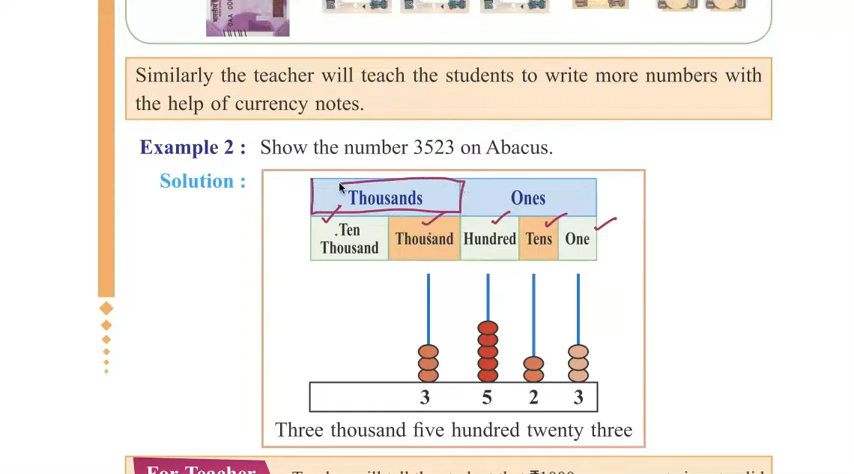 Similarly the teacher will teach the students to write more numbers with
the help of currency notes.
Example 2 : Show the number 3523 on Abacus.
Solution :
Thousands Ones
.Ten Thousand Thousand Hundred Tens One
3 5 2 3
Three thousand five hundred twenty three
For Teacher